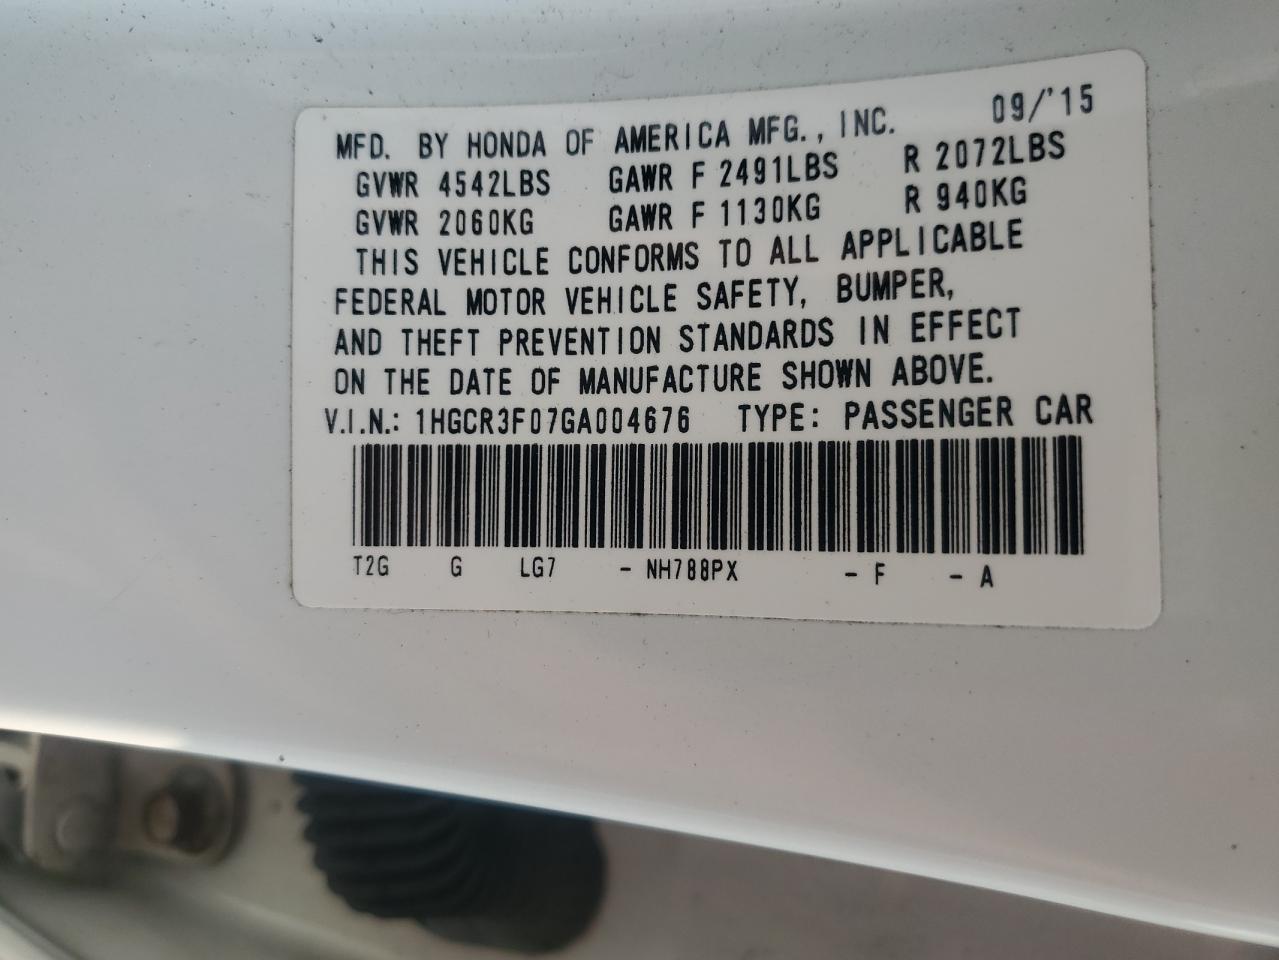 MFD. BY HONDA OF AMERICA MFG., INC. 09/'15
GVWR 4542LBS GAWR F 2491LBS R 2072LBS
GVWR 2060KG GAWR F 1130KG R 940KG
THIS VEHICLE CONFORMS TO ALL APPLICABLE
FEDERAL MOTOR VEHICLE SAFETY, BUMPER,
AND THEFT PREVENTION STANDARDS IN EFFECT
ON THE DATE OF MANUFACTURE SHOWN ABOVE.
V.I.N.: 1HGCR3F07GA004676 TYPE: PASSENGER CAR
T2G G LG7 - NH788PX - F - A